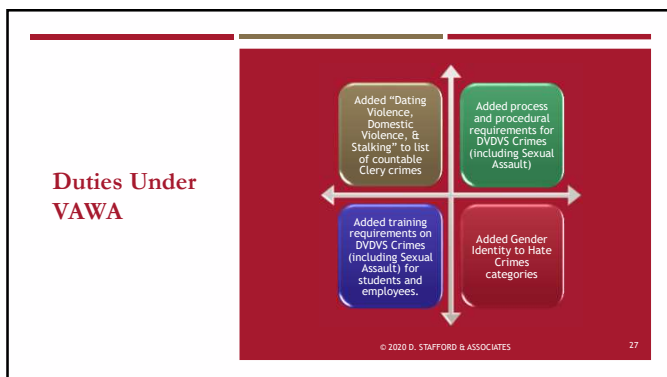 Duties Under
VAWA
Added “Dating
Violence,
Domestic
Violence, &
Stalking” to list
of countable
Clery crimes
Added process
and procedural
requirements for
DVDVS Crimes
(including Sexual
Assault)
Added training
requirements on
DVDVS Crimes
(including Sexual
Assault) for
students and
employees.
Added Gender
Identity to Hate
Crimes
categories
© 2020 D. STAFFORD & ASSOCIATES
27